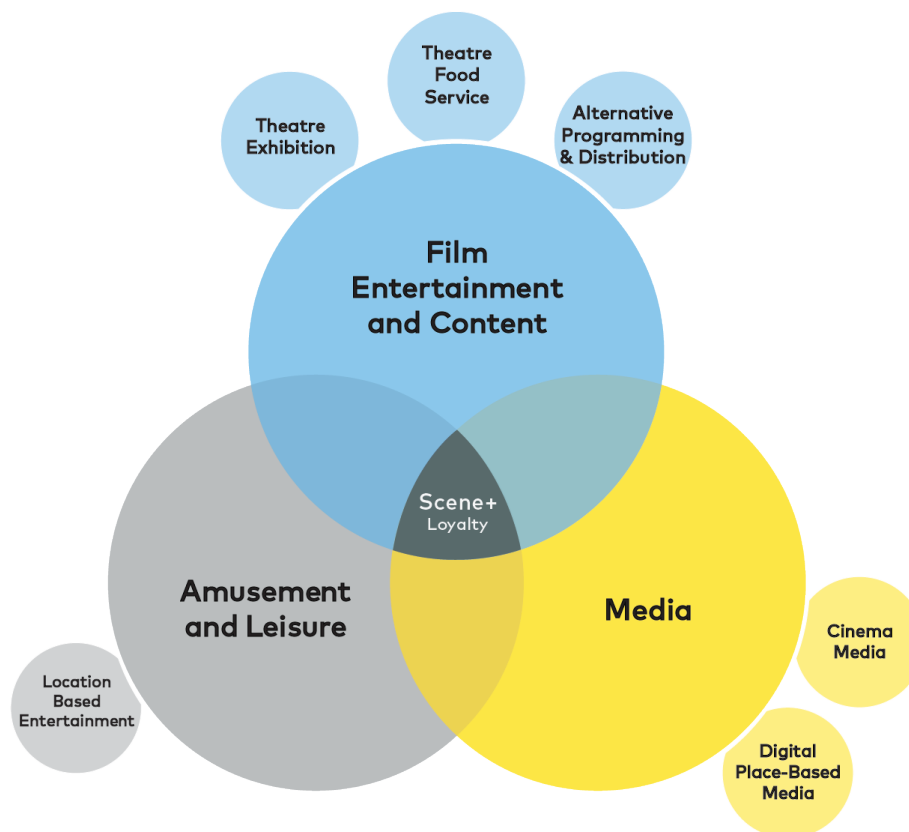 Theatre
Food
Service
Theatre
Exhibition
Alternative
Programming
& Distribution
Film
Entertainment
and Content
Scene+
Loyalty
Amusement
and Leisure
Media
Location
Based
Entertainment
Cinema
Media
Digital
Place-Based
Media